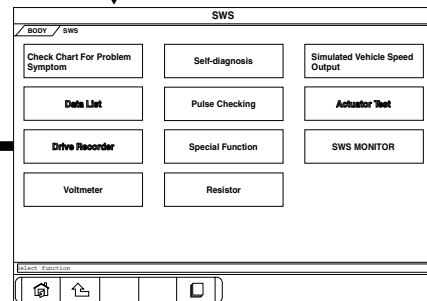 SWS
BODY SWS
Check Chart For Problem
Symptom
Self-diagnosis
Simulated Vehicle Speed
Output
Data List
Pulse Checking
Actuator Test
Drive Recorder
Special Function
SWS MONITOR
Voltmeter
Resistor
Select function